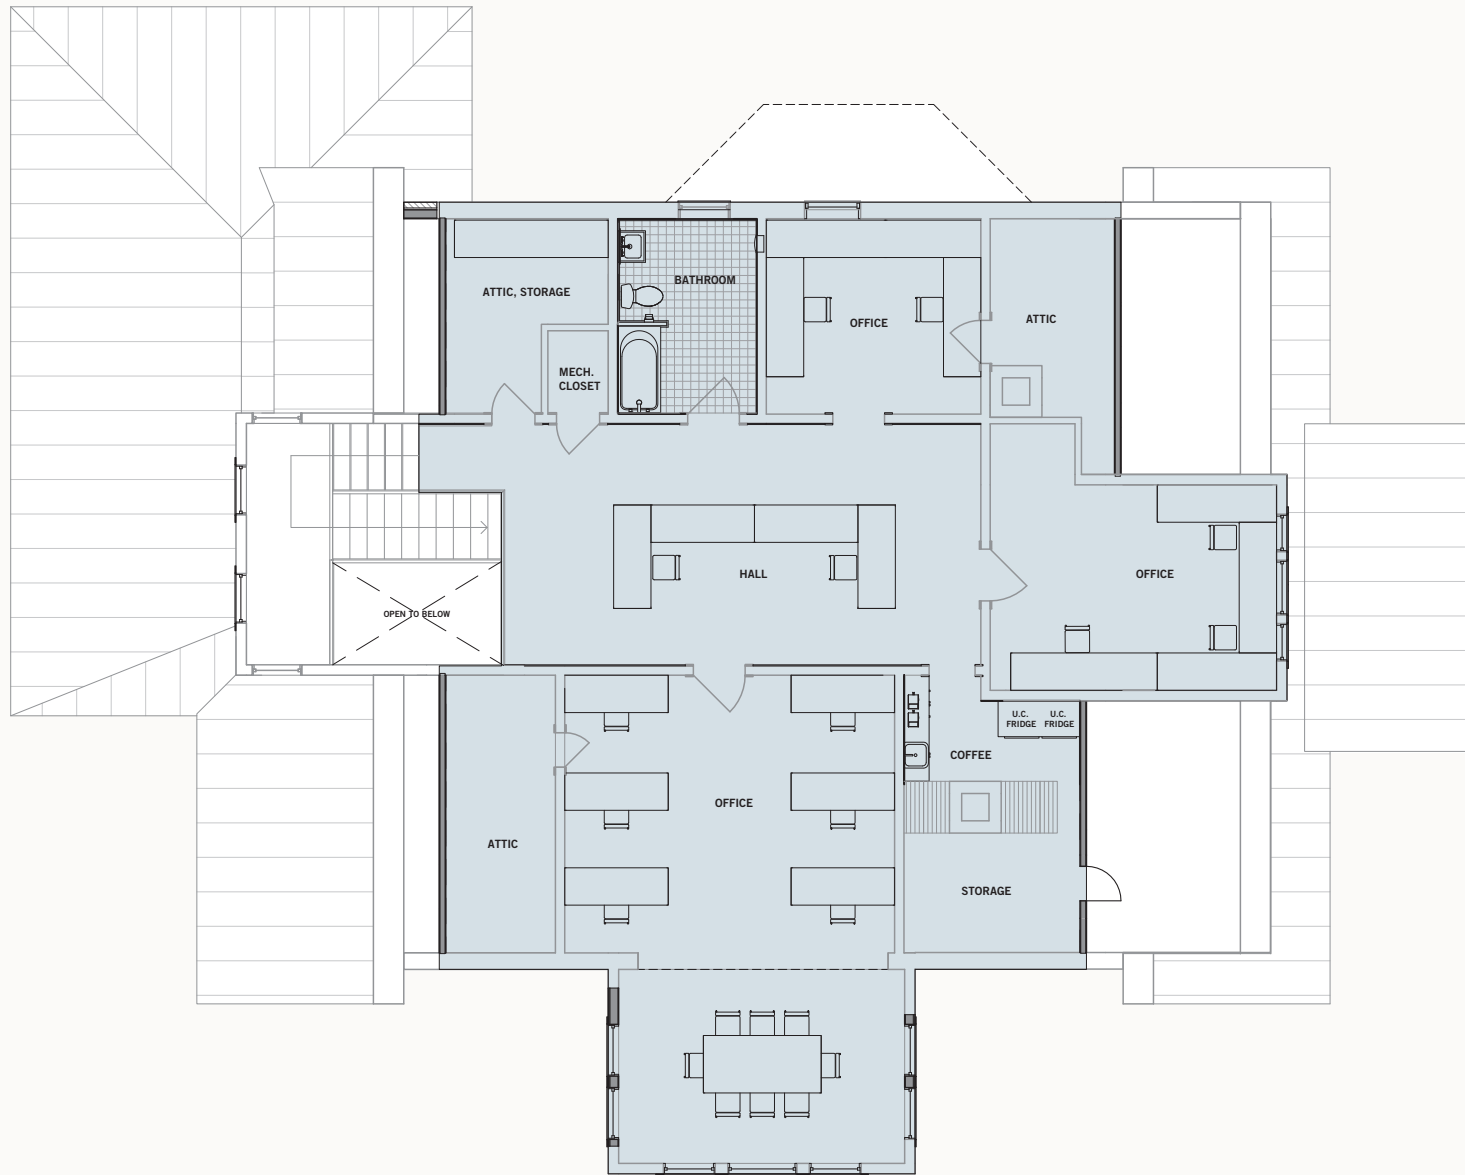 BATHROOM
ATTIC, STORAGE
OFFICE
ATTIC
MECH.
CLOSET
HALL
OFFICE
OPEN TO BELOW
U.C.
FRIDGE
U.C.
FRIDGE
COFFEE
OFFICE
ATTIC
STORAGE